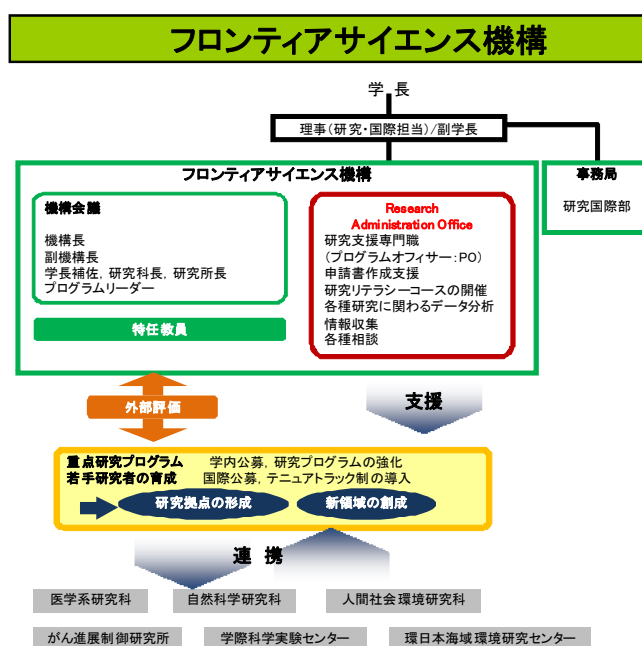 フロンティアサイエンス機構
学 長
理事(研究・国際担当)/副学長
フロンティアサイエンス機構
機構会議
機構長
副機構長
学長補佐, 研究科長, 研究所長
プログラムリーダー
特任教員
Research
Administration Office
研究支援専門職
(プログラムオフィサー:PO)
申請書作成支援
研究リテラシーコースの開催
各種研究に関わるデータ分析
情報収集
各種相談
事務局
研究国際部
外部評価
支援
重点研究プログラム 学内公募, 研究プログラムの強化
若手研究者の育成 国際公募, テニュアトラック制の導入
研究拠点の形成 新領域の創成
連 携
医学系研究科 自然科学研究科 人間社会環境研究科
がん進展制御研究所 学際科学実験センター 環日本海域環境研究センター